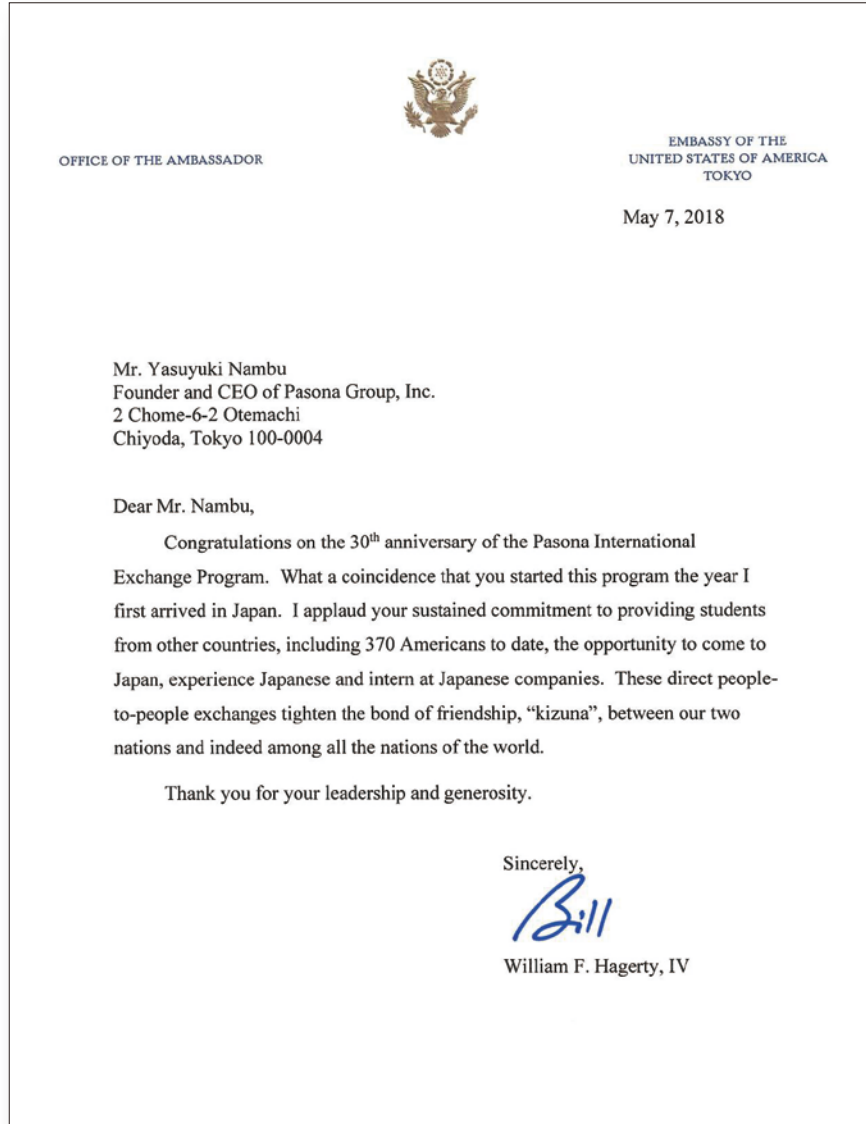 OFFICE OF THE AMBASSADOR
EMBASSY OF THE
UNITED STATES OF AMERICA
TOKYO
May 7, 2018
Mr. Yasuyuki Nambu
Founder and CEO of Pasona Group, Inc.
2 Chome-6-2 Otemachi
Chiyoda, Tokyo 100-0004
Dear Mr. Nambu,
Congratulations on the 30th anniversary of the Pasona International
Exchange Program. What a coincidence that you started this program the year I
first arrived in Japan. I applaud your sustained commitment to providing students
from other countries, including 370 Americans to date, the opportunity to come to
Japan, experience Japanese and intern at Japanese companies. These direct people-
to-people exchanges tighten the bond of friendship, “kizuna”, between our two
nations and indeed among all the nations of the world.
Thank you for your leadership and generosity.
Sincerely,
Bill
William F. Hagerty, IV